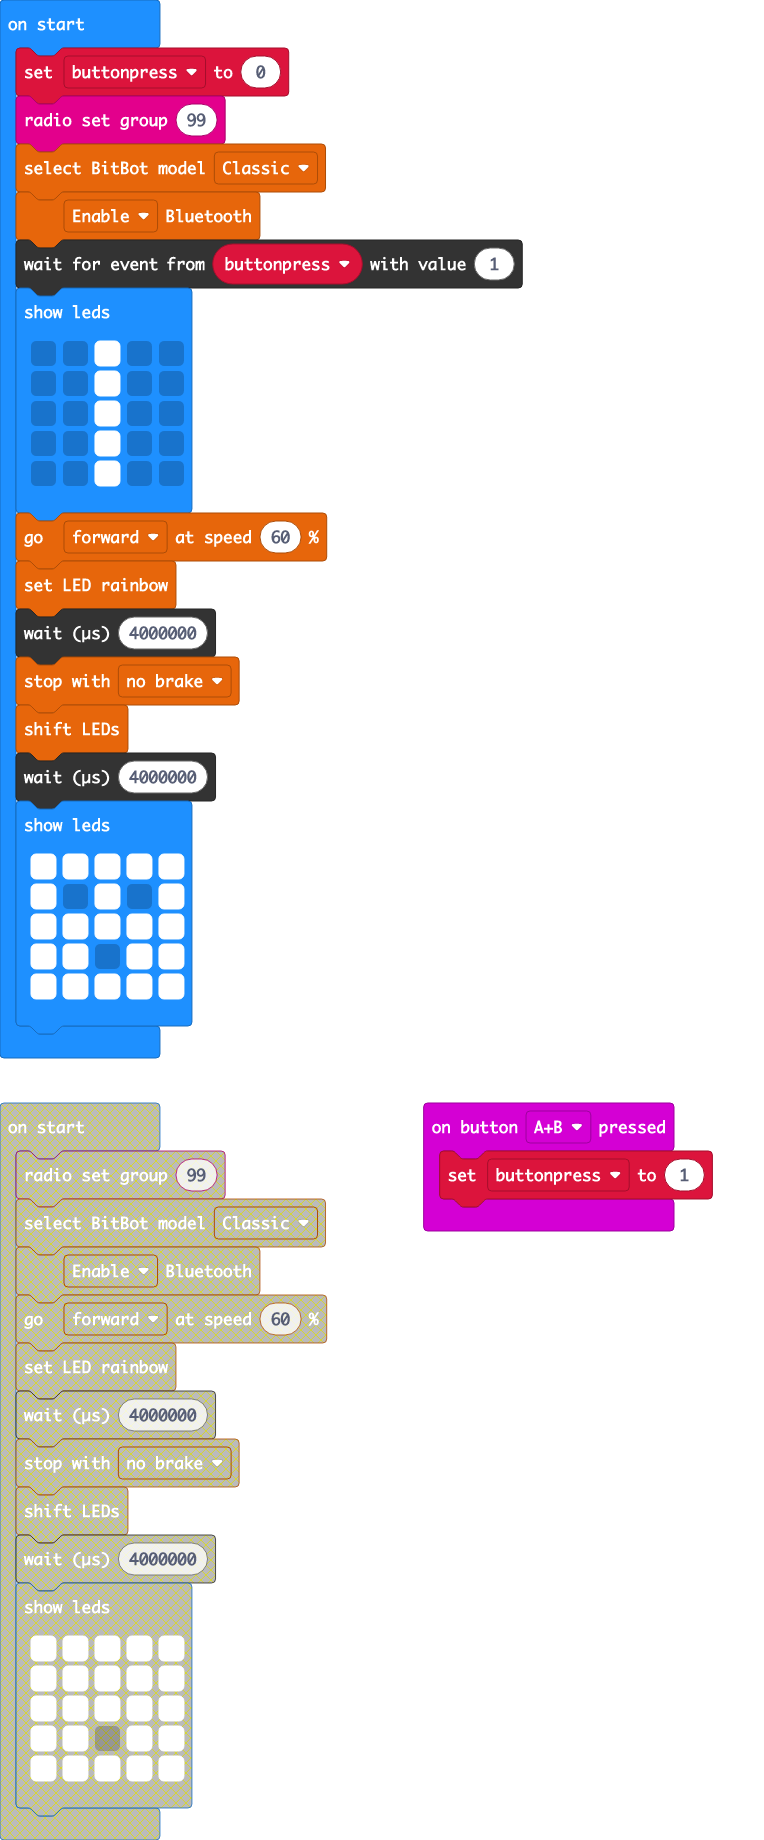 on start
set buttonpress to 0
radio set group 99
select BitBot model Classic
Enable Bluetooth
wait for event from buttonpress with value 1
show leds
go forward at speed 60 %
set LED rainbow
wait (µs) 4000000
stop with no brake
shift LEDs
wait (µs) 4000000
show leds
on start
radio set group 99
select BitBot model Classic
Enable Bluetooth
go forward at speed 60 %
set LED rainbow
wait (µs) 4000000
stop with no brake
shift LEDs
wait (µs) 4000000
show leds
on button A+B pressed
set buttonpress to 1